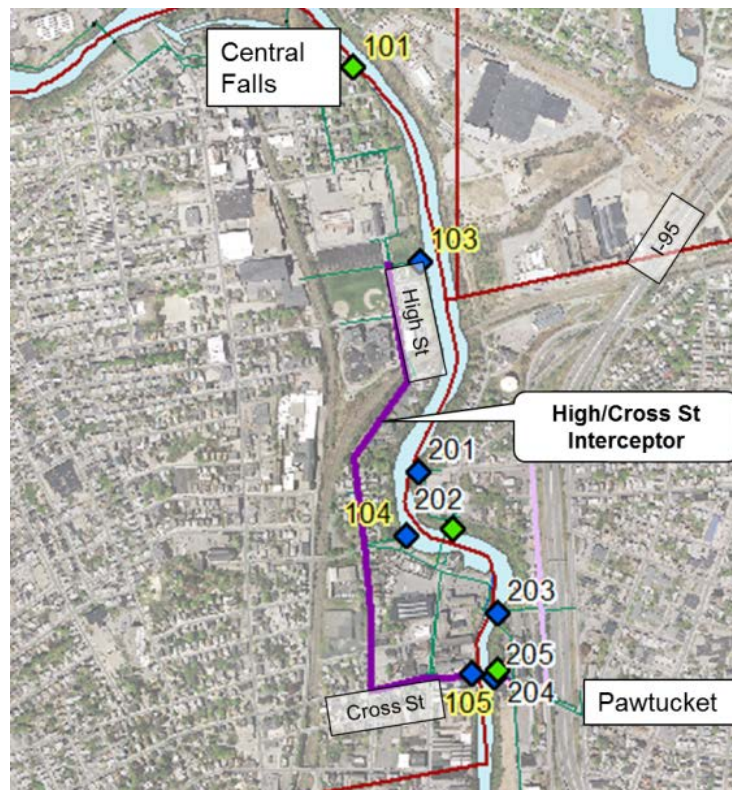 Central
Falls
101
103
I-95
High St
High/Cross St
Interceptor
201
202
104
203
205
204
105
Cross St
Pawtucket